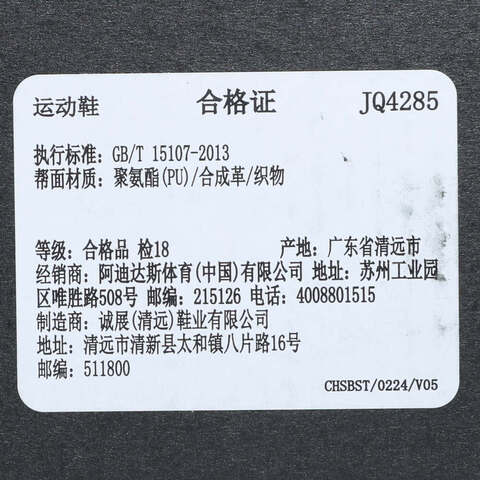 运动鞋 合格证 JQ4285
执行标准：GB/T 15107-2013
帮面材质：聚氨酯(PU)/合成革/织物
等级：合格品 检18 产地：广东省清远市
经销商：阿迪达斯体育(中国)有限公司 地址：苏州工业园
区唯胜路508号 邮编：215126 电话：4008801515
制造商：诚展(清远)鞋业有限公司
地址：清远市清新县太和镇八片路16号
邮编：511800
CHSBST/0224/V05